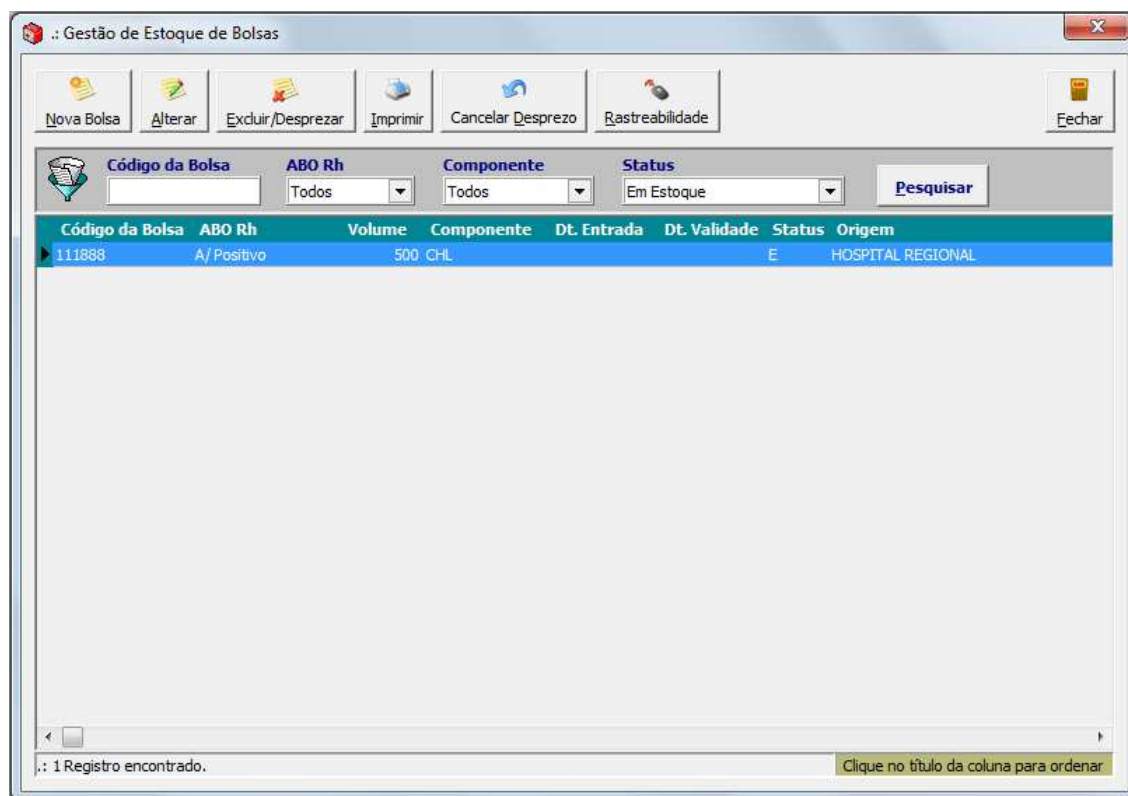 .: Gestão de Estoque de Bolsas
Nova Bolsa Alterar Excluir/Desprezar Imprimir Cancelar Desprezo Rastreabilidade Fechar
Código da Bolsa ABO Rh Componente Status
Todos Todos Em Estoque Pesquisar
Código da Bolsa ABO Rh Volume Componente Dt. Entrada Dt. Validade Status Origem
111888 A/ Positivo 500 CHL E HOSPITAL REGIONAL
.: 1 Registro encontrado. Clique no título da coluna para ordenar